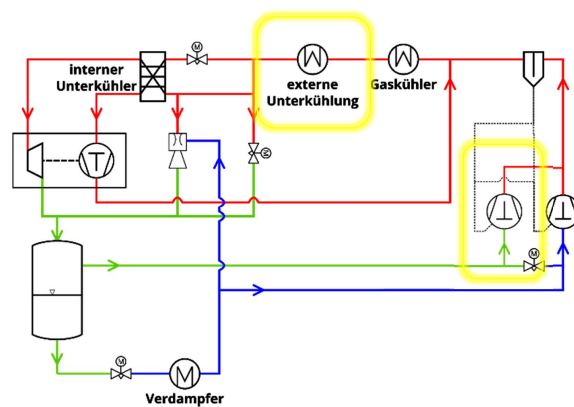 M
interner
Unterkühler
externe
Unterkühlung
Gaskühler
M
M
M
Verdampfer